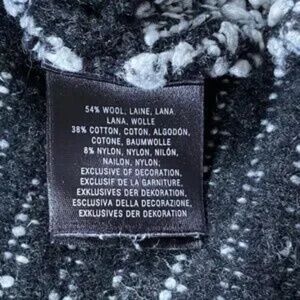 54% WOOL, LAINE, LANA
LANA, WOLLE
38% COTTON, COTON, ALGODÓN,
COTONE, BAUMWOLLE
8% NYLON, NYLON, NILÓN,
NAILON, NYLON;
EXCLUSIVE OF DECORATION.
EXCLUSIF DE LA GARNITURE.
EXKLUSIVES DER DEKORATION.
ESCLUSIVA DELLA DECORAZIONE,
EXKLUSIVES DER DEKORATION